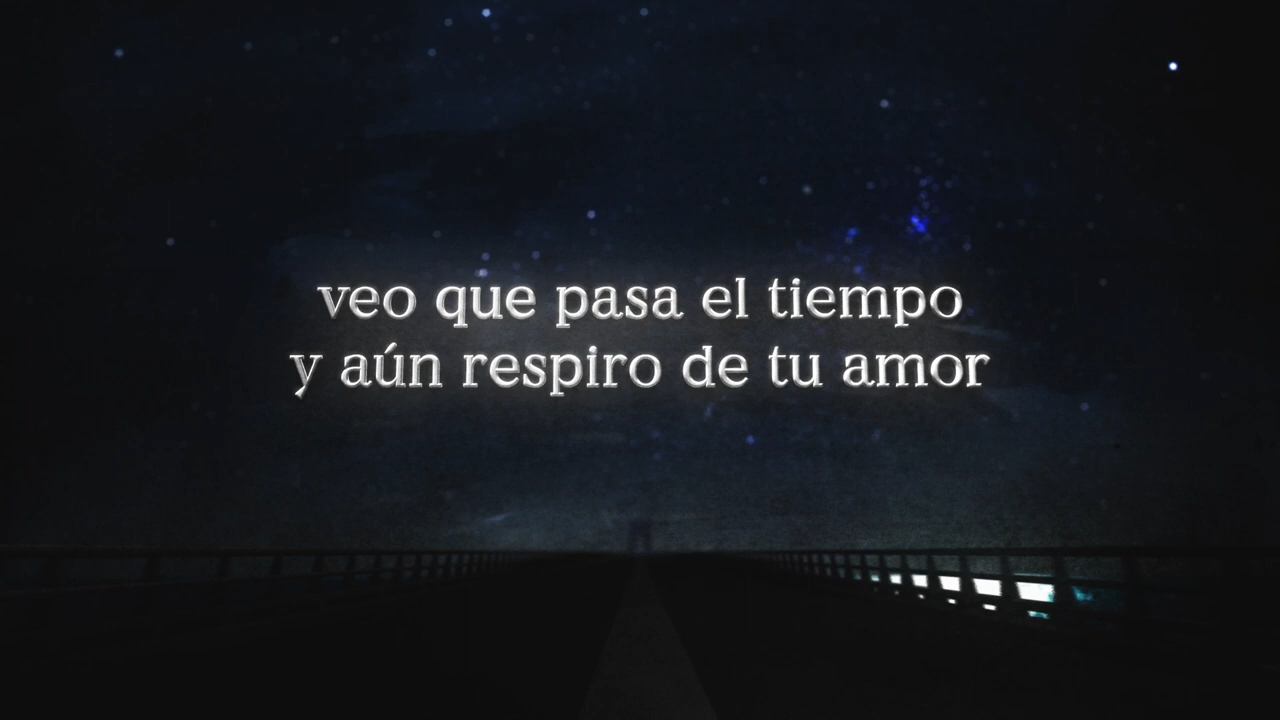 veo que pasa el tiempo
y aún respiro de tu amor